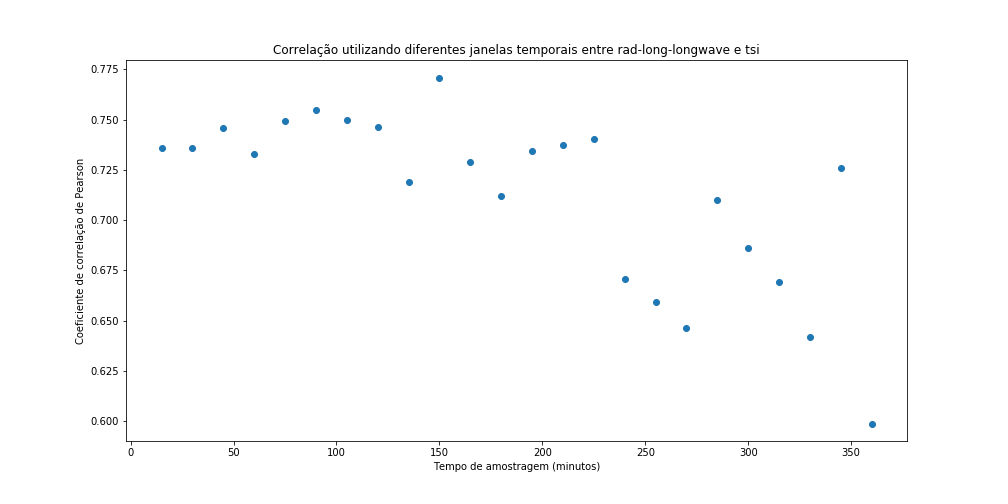 Correlação utilizando diferentes janelas temporais entre rad-long-longwave e tsi
0.775
0.750
0.725
0.700
0.675
0.650
0.625
0.600
Coeficiente de correlação de Pearson
0 50 100 150 200 250 300 350
Tempo de amostragem (minutos)